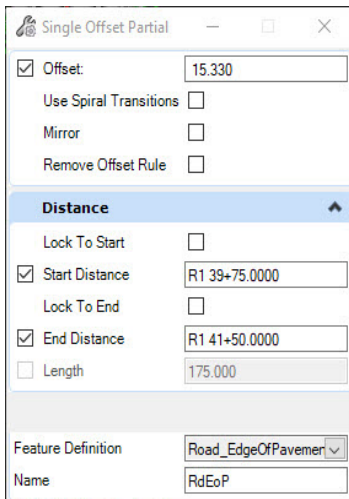 Single Offset Partial
Offset: 15.330
Use Spiral Transitions
Mirror
Remove Offset Rule
Distance
Lock To Start
Start Distance R1 39+75.0000
Lock To End
End Distance R1 41+50.0000
Length 175.000
Feature Definition Road_EdgeOfPavemer
Name RdEoP